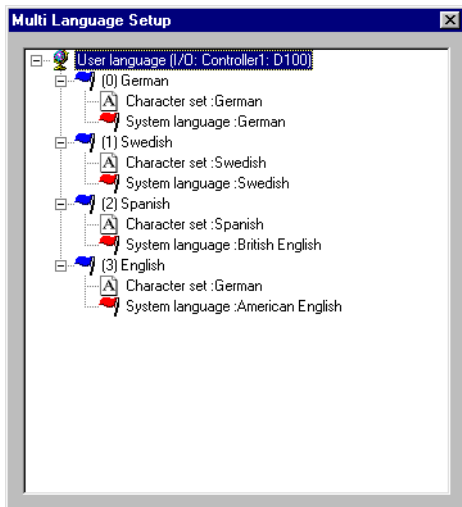 Multi Language Setup
User language (I/O: Controller1: D100)
(0) German
Character set :German
System language :German
(1) Swedish
Character set :Swedish
System language :Swedish
(2) Spanish
Character set :Spanish
System language :British English
(3) English
Character set :German
System language :American English